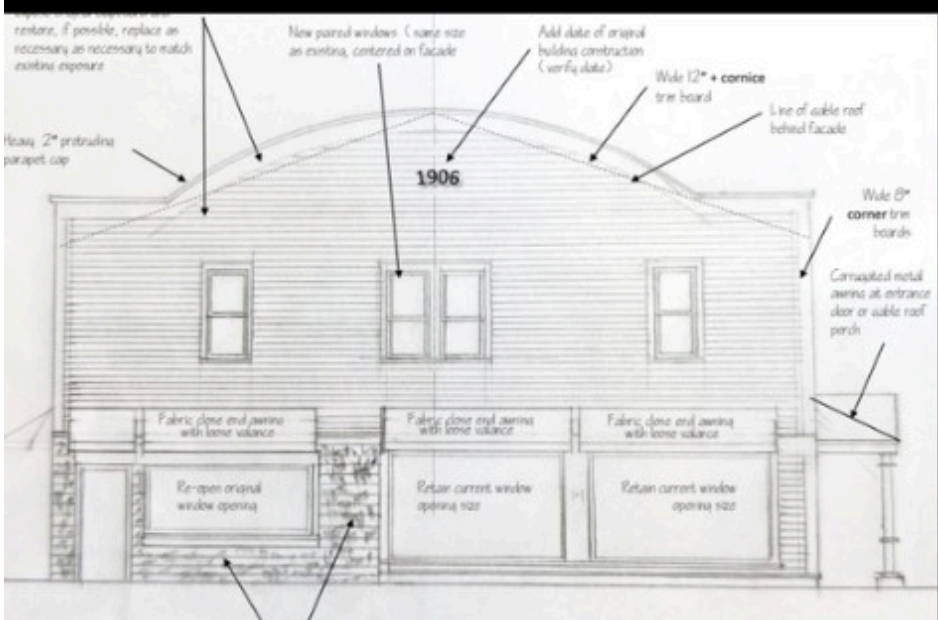 restore, if possible, replace as
necessary as necessary to match
existing exposure
New paired windows ( same size
as existing, centered on facade
Add date of original
building construction
( verify date)
Wide 12" + cornice
trim board
Line of gable roof
behind facade
Heavy 2" protruding
parapet cap
1906
Wide 8"
corner trim
boards
Corrugated metal
awning at entrance
door or gable roof
porch
Fabric close end awning
with loose valance
Fabric close end awning
with loose valance
Fabric close end awning
with loose valance
Re-open original
window opening
Retain current window
opening size
Retain current window
opening size